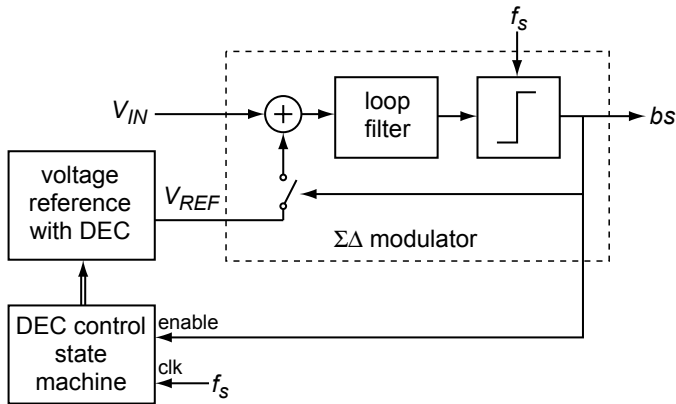 f_s
V_IN
+
loop
filter
bs
voltage
reference
with DEC
V_REF
ΣΔ modulator
DEC control
state
machine
enable
clk
f_s